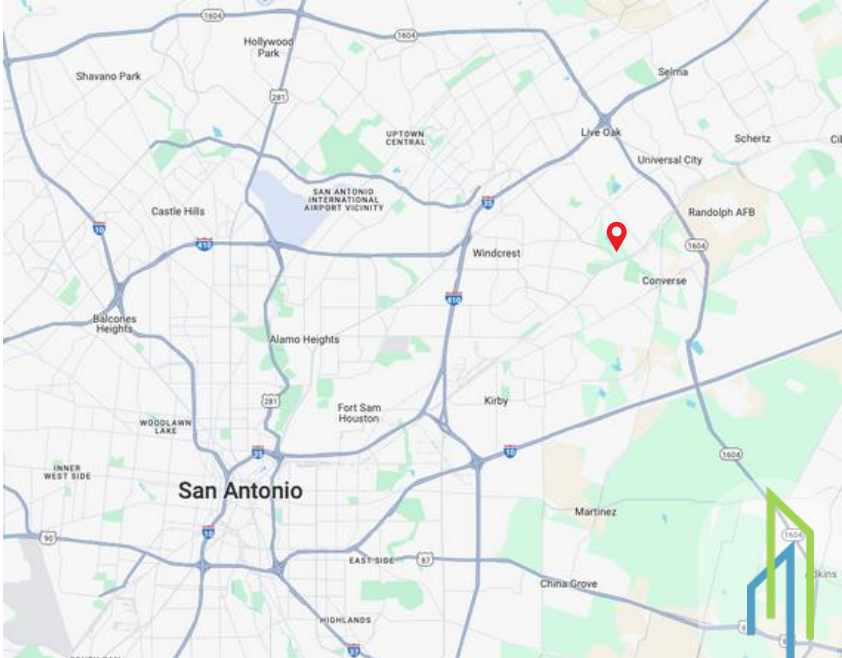 1604
Hollywood
Park
1604
Shavano Park
Selma
281
UPTOWN
CENTRAL
Live Oak
Schertz
Universal City
SAN ANTONIO
INTERNATIONAL
AIRPORT VICINITY
35
Castle Hills
Randolph AFB
10
410
1604
Windcrest
Converse
410
Balcones
Heights
Alamo Heights
281
Fort Sam
Houston
Kirby
WOODLAWN
LAKE
35
10
1604
INNER
WEST SIDE
San Antonio
Martinez
90
10
1604
EAST SIDE
87
China Grove
HIGHLANDS
37